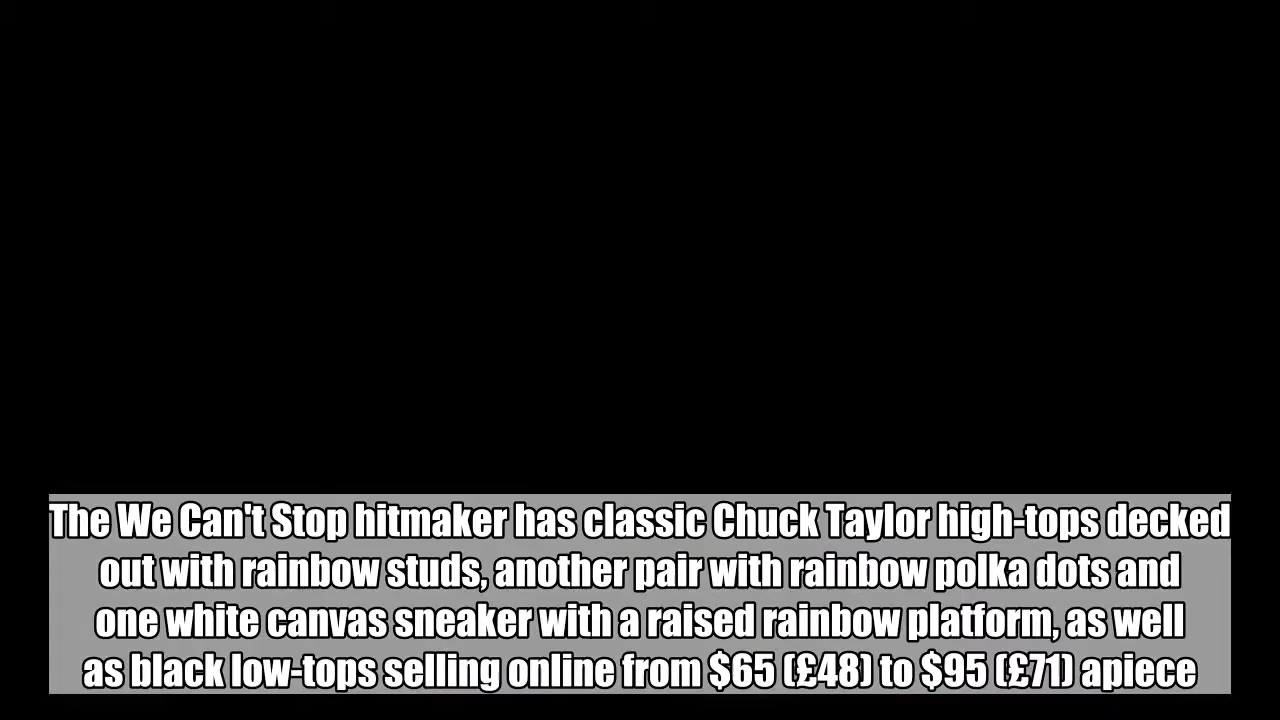 The We Can't Stop hitmaker has classic Chuck Taylor high-tops decked
out with rainbow studs, another pair with rainbow polka dots and
one white canvas sneaker with a raised rainbow platform, as well
as black low-tops selling online from $65 (£48) to $95 (£71) apiece